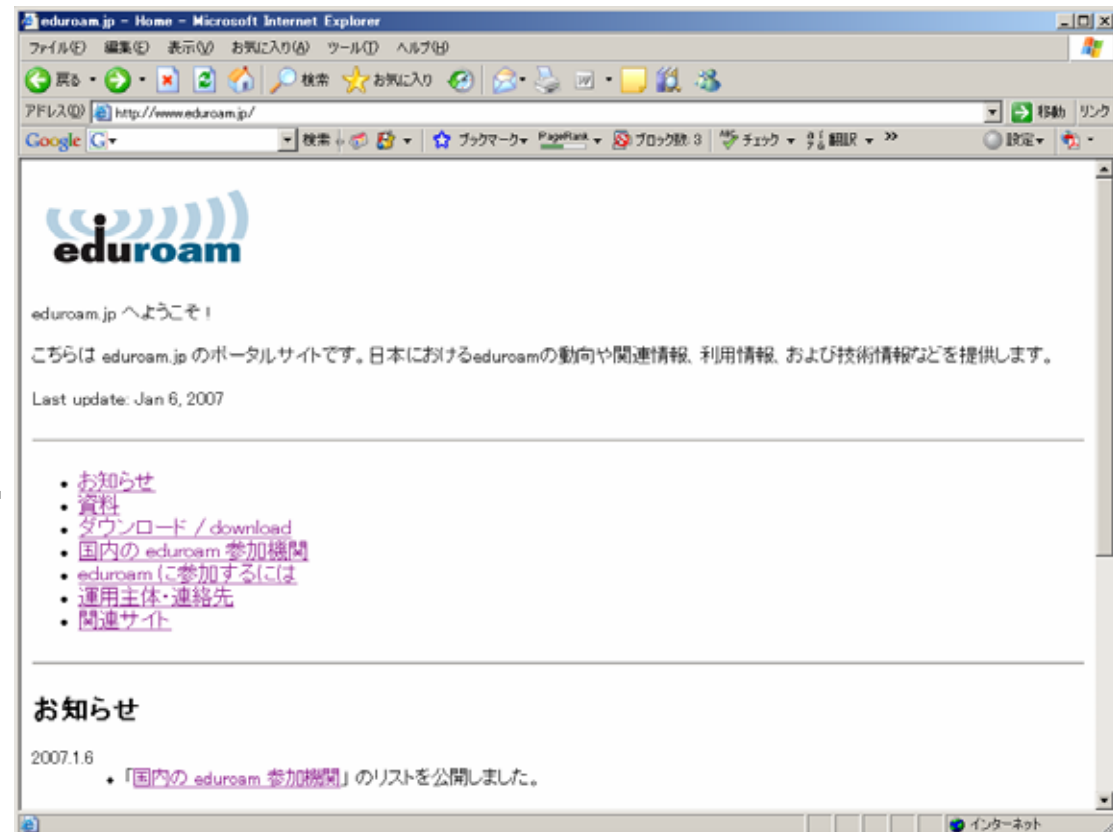 eduroam.jp - Home - Microsoft Internet Explorer
ファイル(F) 編集(E) 表示(V) お気に入り(A) ツール(T) ヘルプ(H)
戻る 検索 お気に入り
アドレス(D) http://www.eduroam.jp/ 移動 リンク
Google G 検索 ブックマーク PageRank ブロック数: 3 チェック 翻訳 >> 設定
eduroam
eduroam.jp へようこそ!
こちらは eduroam.jp のポータルサイトです。日本におけるeduroamの動向や関連情報、利用情報、および技術情報などを提供します。
Last update: Jan 6, 2007
• お知らせ
• 資料
• ダウンロード / download
• 国内の eduroam 参加機関
• eduroam に参加するには
• 運用主体・連絡先
• 関連サイト
お知らせ
2007.1.6
• 「国内の eduroam 参加機関」のリストを公開しました。
インターネット